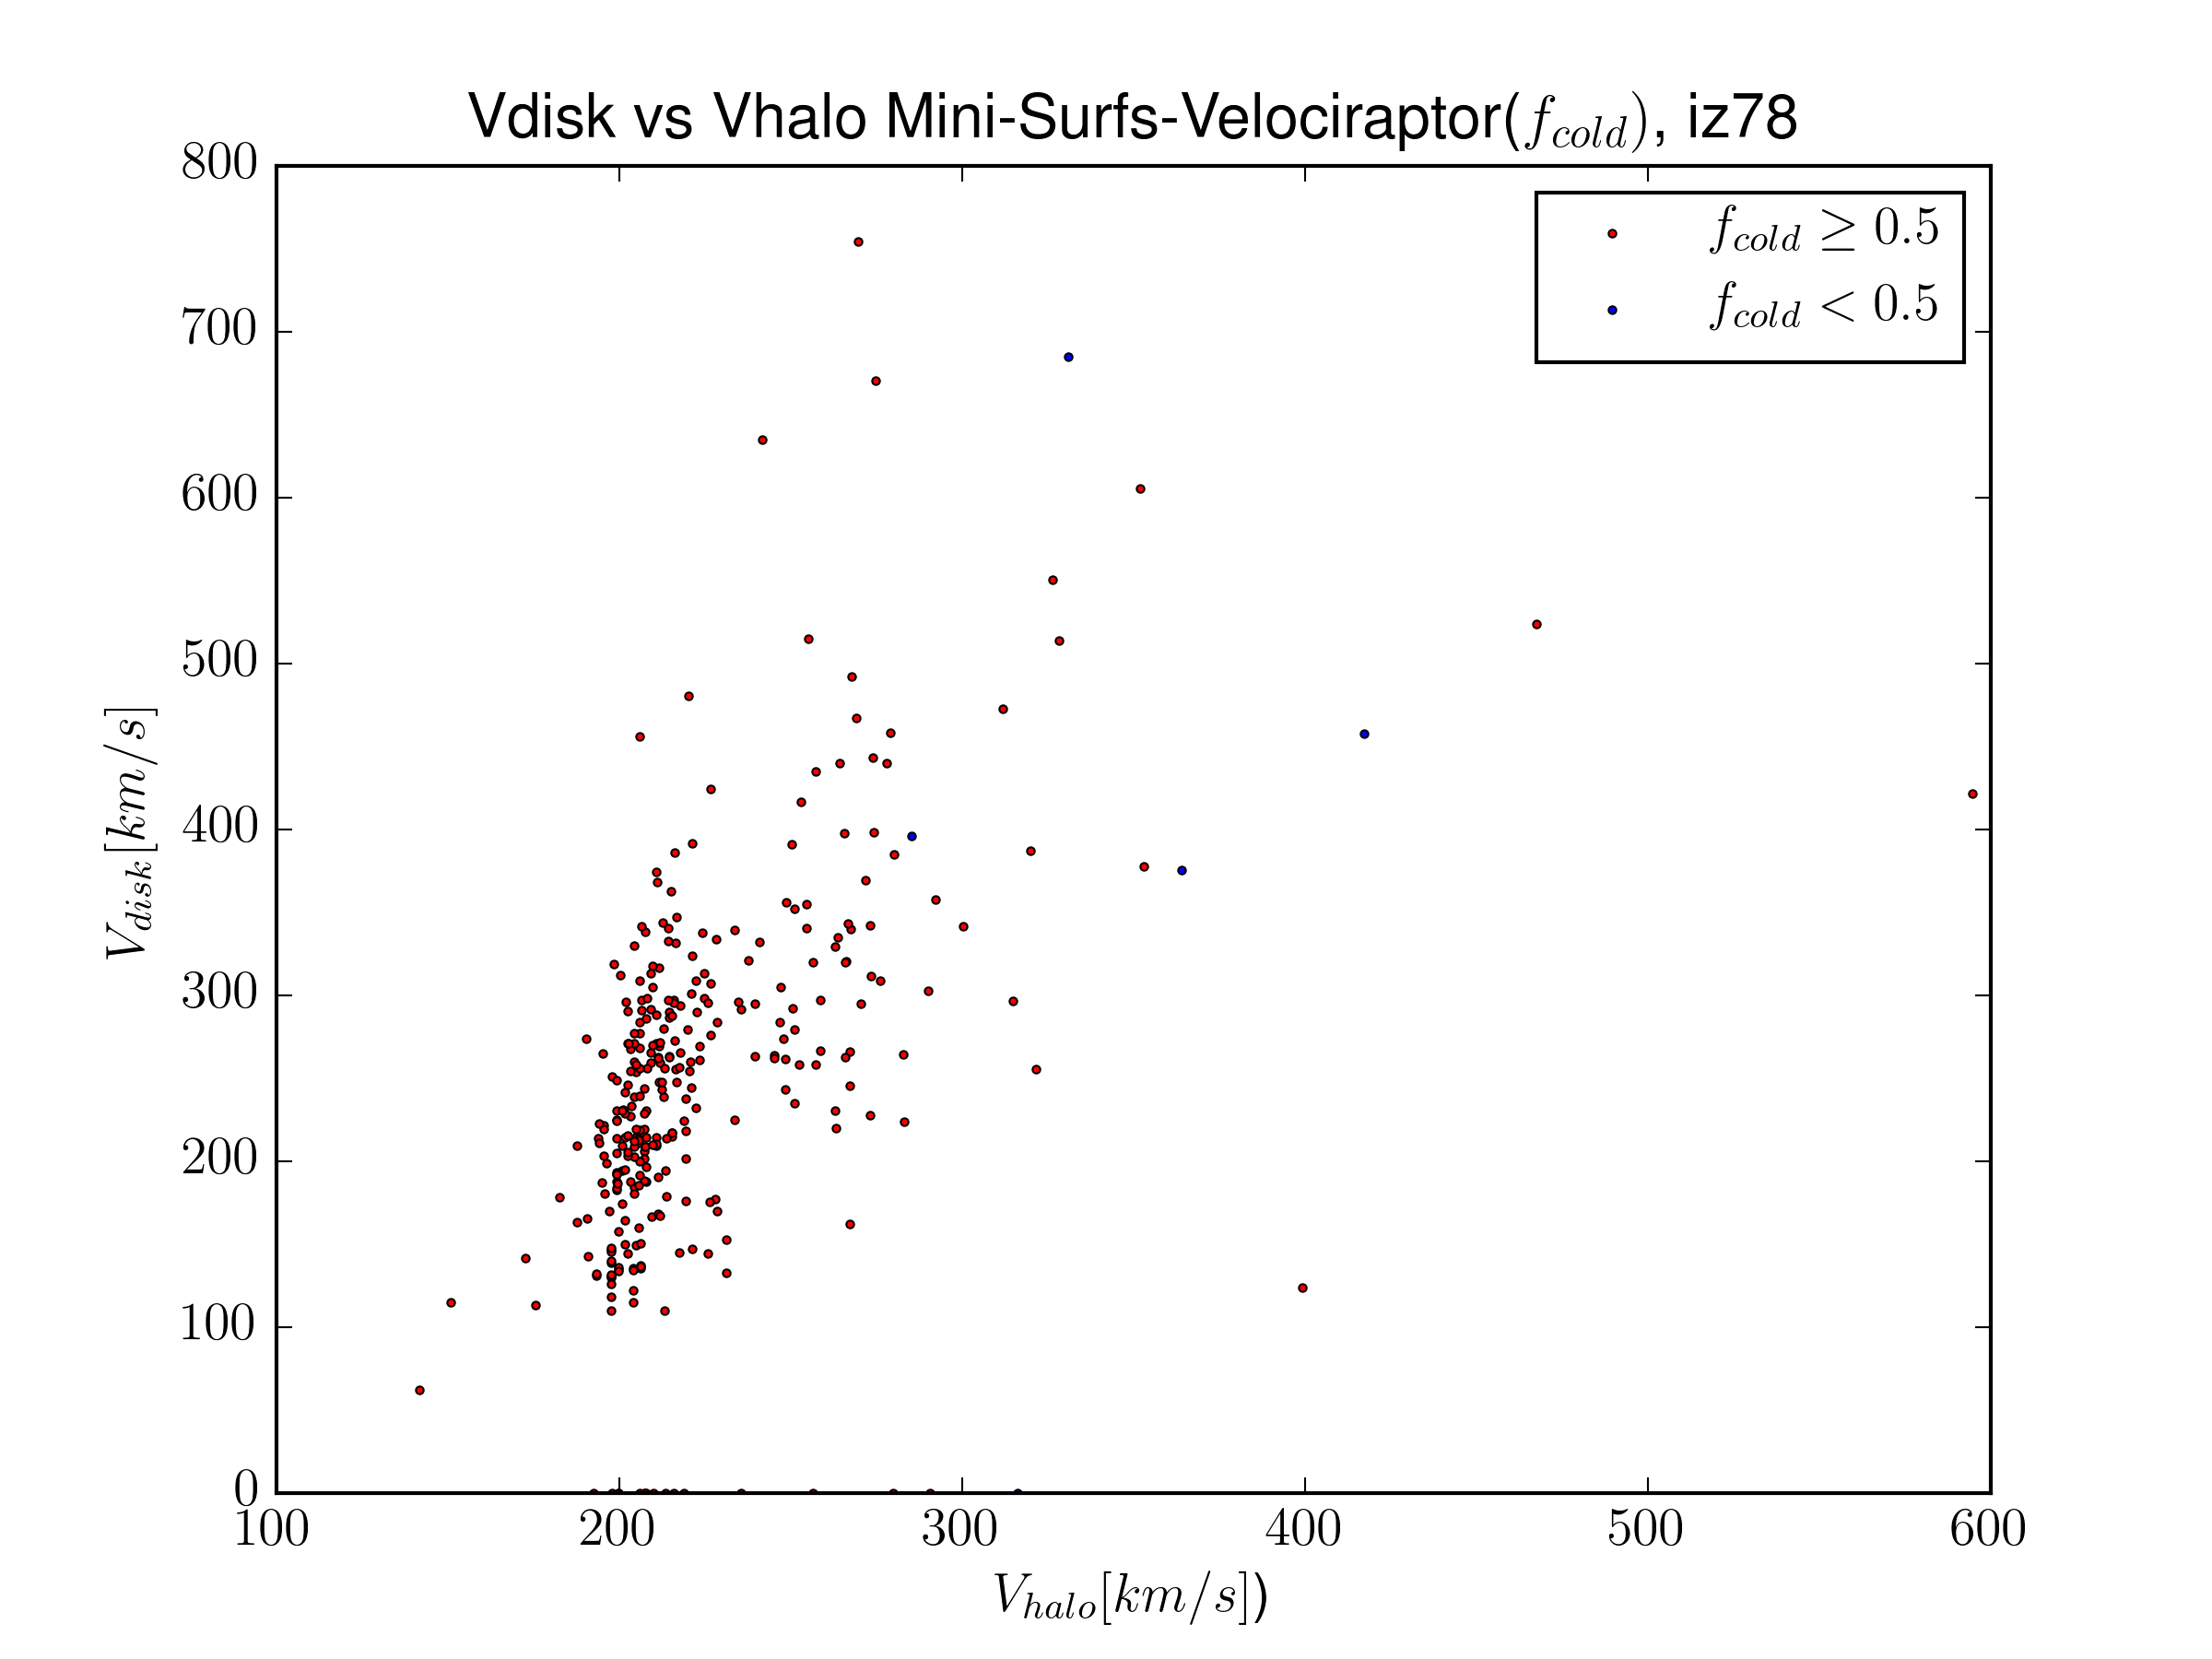 Vdisk vs Vhalo Mini-Surfs-Velociraptor(f_cold), iz78
800
700
600
500
400
300
200
100
0
V_disk[km/s]
f_cold ≥ 0.5
f_cold < 0.5
100 200 300 400 500 600
V_halo[km/s])